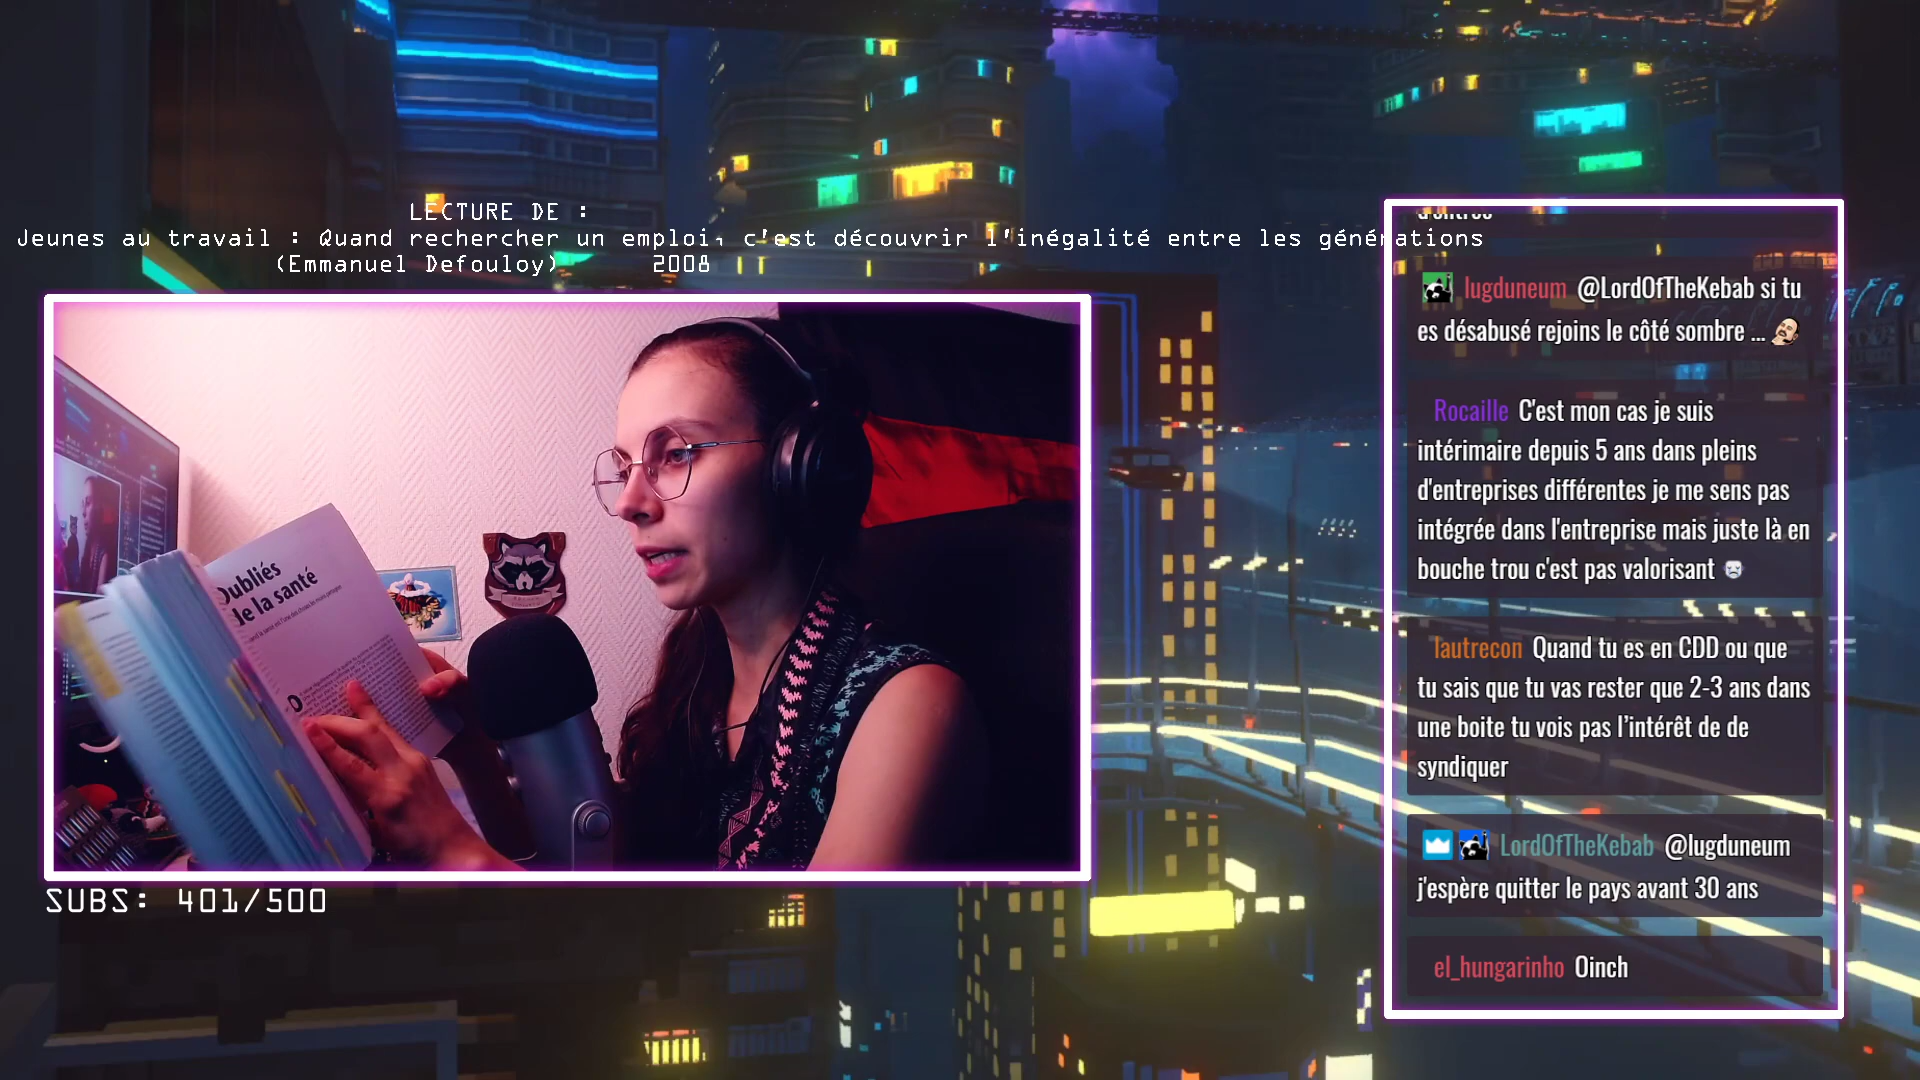 LECTURE DE :
Jeunes au travail : Quand rechercher un emploi, c'est découvrir l'inégalité entre les générations
(Emmanuel Defouloy) 2008
Oubliés
de la santé
SUBS: 401/500
d'entres
lugduneum @LordOfTheKebab si tu
es désabusé rejoins le côté sombre ...
Rocaille C'est mon cas je suis
intérimaire depuis 5 ans dans pleins
d'entreprises différentes je me sens pas
intégrée dans l'entreprise mais juste là en
bouche trou c'est pas valorisant
lautrecon Quand tu es en CDD ou que
tu sais que tu vas rester que 2-3 ans dans
une boite tu vois pas l’intérêt de de
syndiquer
LordOfTheKebab @lugduneum
j'espère quitter le pays avant 30 ans
el_hungarinho Oinch